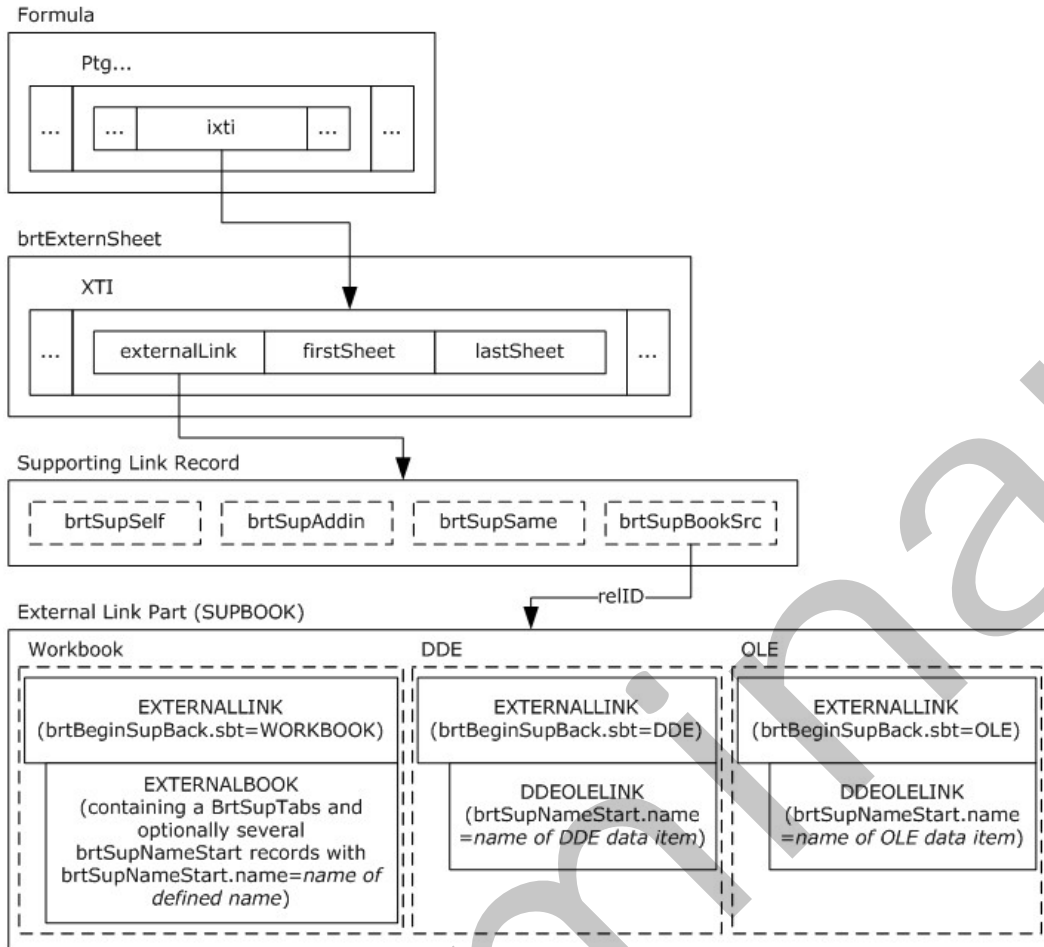 Formula
Ptg...
...
...
ixti
...
...
brtExternSheet
XTI
...
externalLink
firstSheet
lastSheet
...
Supporting Link Record
brtSupSelf
brtSupAddin
brtSupSame
brtSupBookSrc
relID
External Link Part (SUPBOOK)
Workbook
DDE
OLE
EXTERNALLINK
(brtBeginSupBack.sbt=WORKBOOK)
EXTERNALBOOK
(containing a BrtSupTabs and
optionally several
brtSupNameStart records with
brtSupNameStart.name=name of
defined name)
EXTERNALLINK
(brtBeginSupBack.sbt=DDE)
DDEOLELINK
(brtSupNameStart.name
=name of DDE data item)
EXTERNALLINK
(brtBeginSupBack.sbt=OLE)
DDEOLELINK
(brtSupNameStart.name
=name of OLE data item)